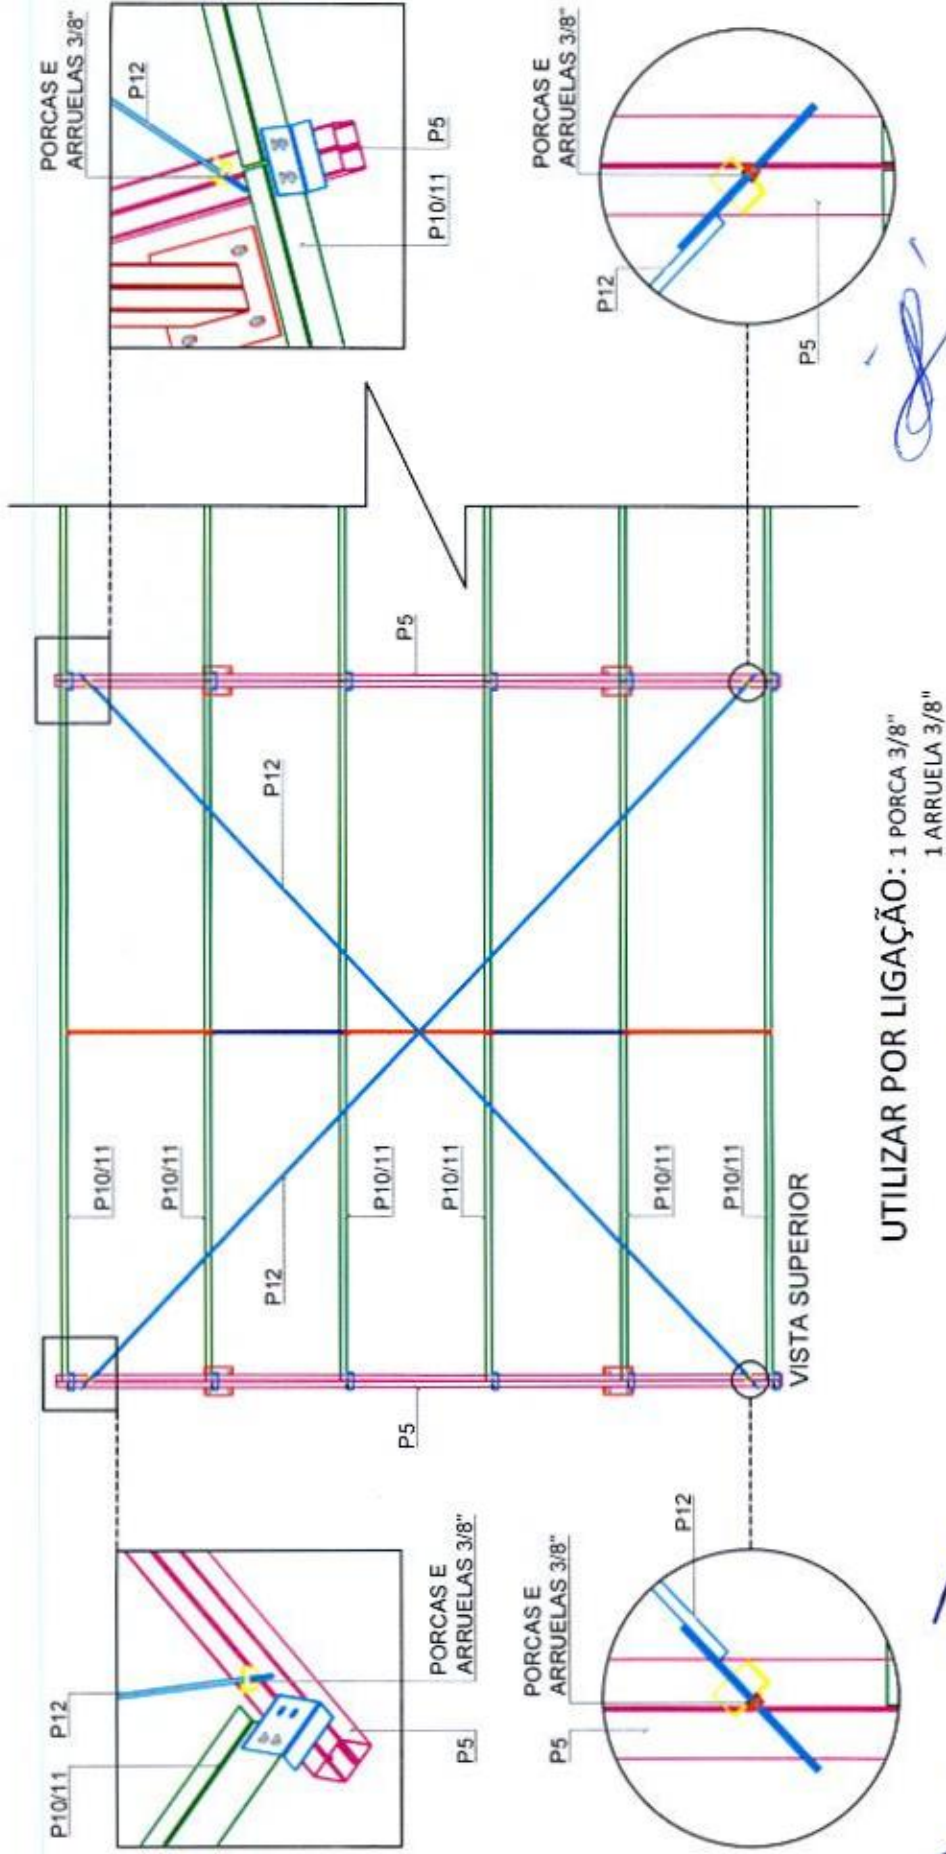 P10/11
P12
P5
PORCAS E
ARRUELAS 3/8"
PORCAS E
ARRUELAS 3/8"
P12
P10/11
P5
P12
P12
P5
P5
P10/11
P10/11
P10/11
P10/11
P10/11
P10/11
P5
PORCAS E
ARRUELAS 3/8"
P12
PORCAS E
ARRUELAS 3/8"
P12
P5
VISTA SUPERIOR
UTILIZAR POR LIGAÇÃO: 1 PORCA 3/8"
1 ARRUELA 3/8"